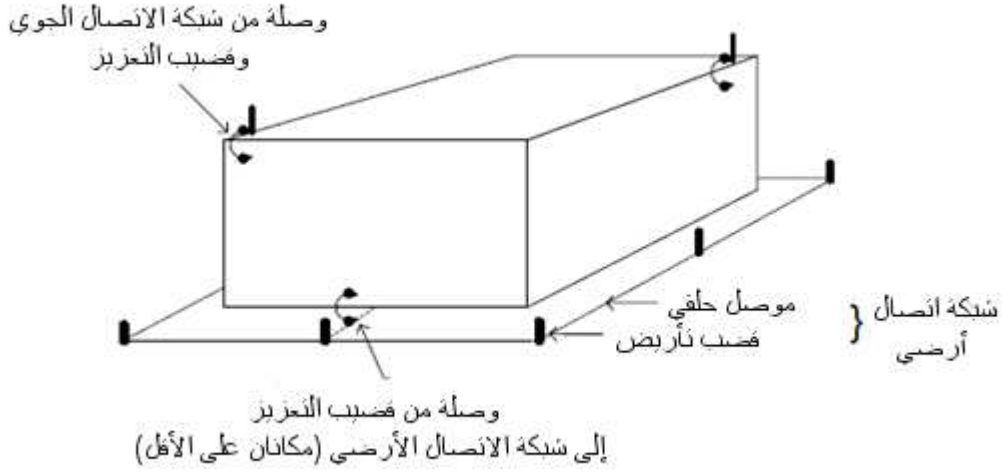 وصلة من شبكة الاتصال الجوي
وقضيب التعزيز
موصل حلقي
قضب تأريض
شبكة اتصال
أرضي
وصلة من قضيب التعزيز
إلى شبكة الاتصال الأرضي (مكانان على الأقل)